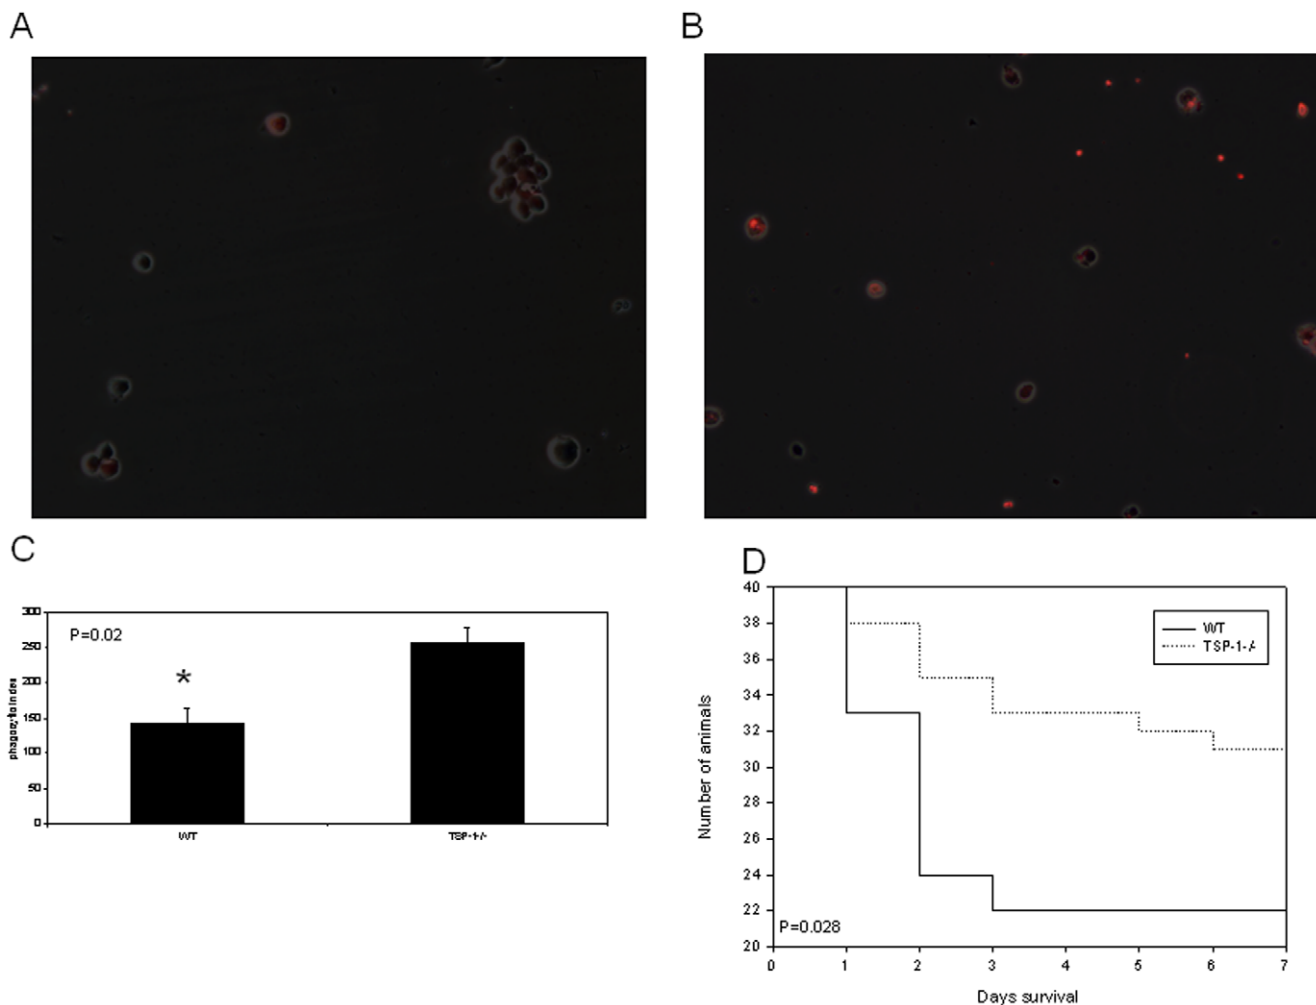 A
B
C
300
250
200
150
100
50
0
P=0.02
*
phagocytic index
WT
TSP-1-/-
D
40
38
36
34
32
30
28
26
24
22
20
Number of animals
WT
TSP-1-/-
P=0.028
0 1 2 3 4 5 6 7
Days survival